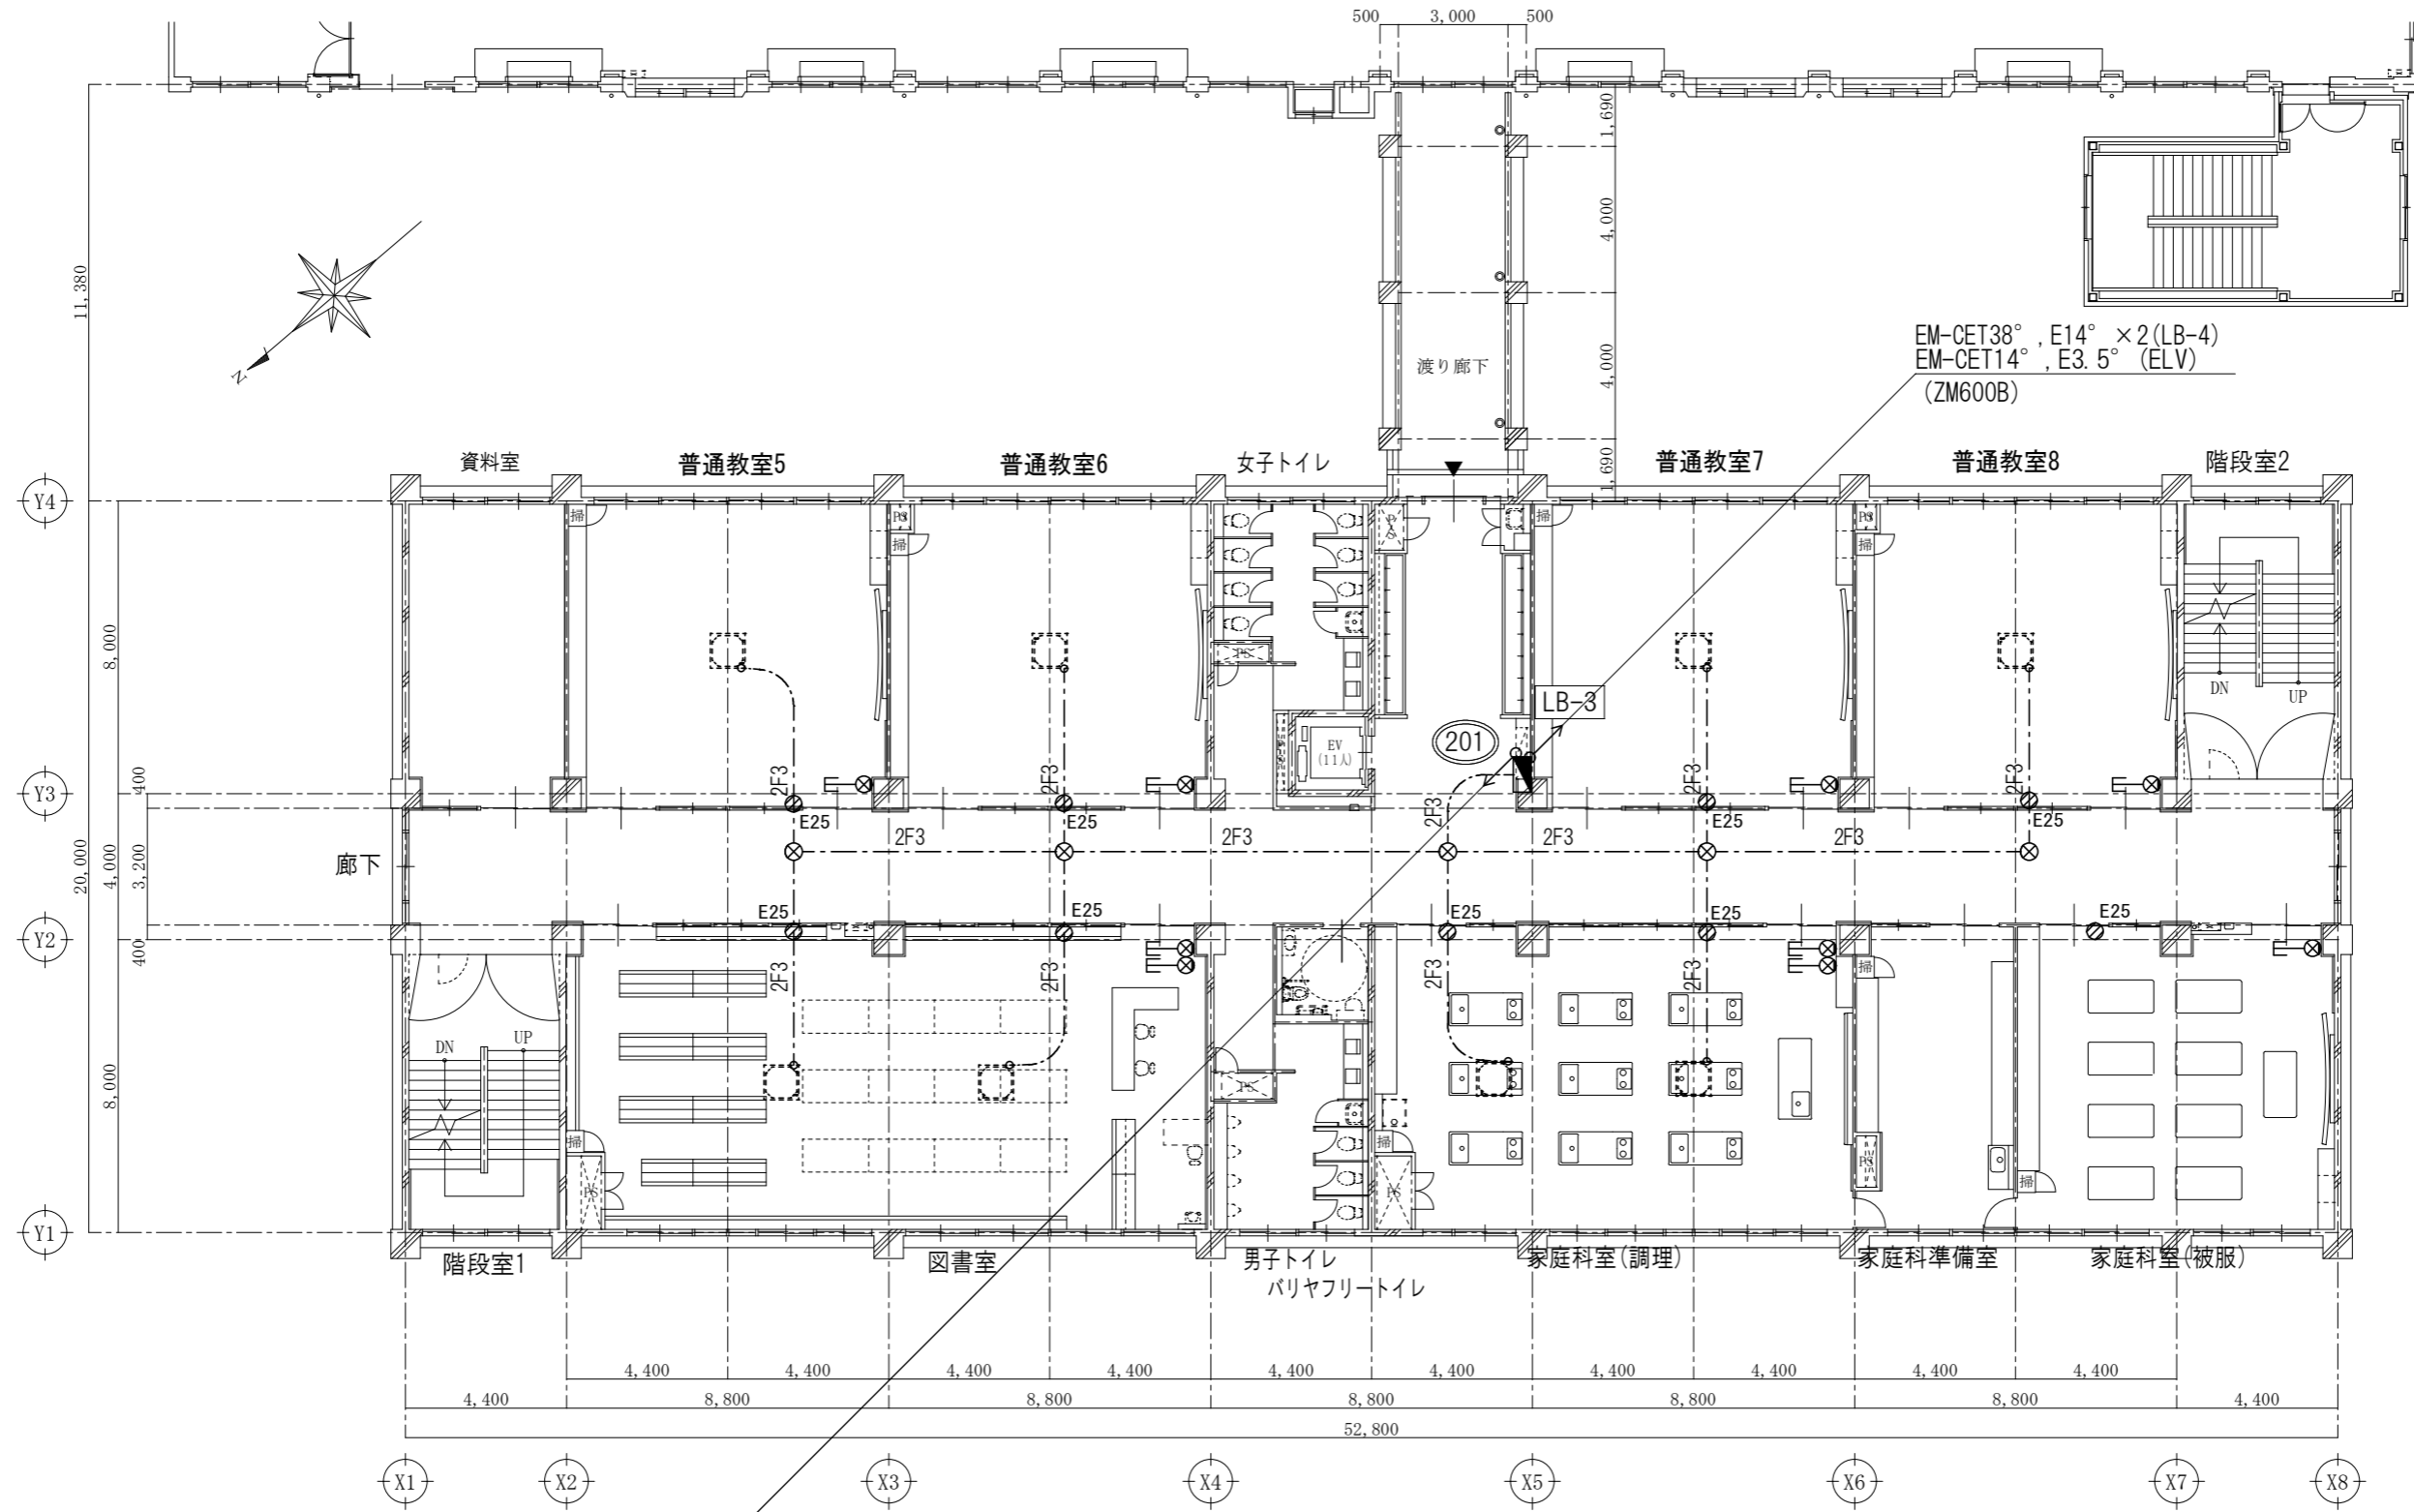 500 3,000 500
1,690
4,000
11,380
N
EM-CET38°,E14° ×2(LB-4)
EM-CET14°,E3.5° (ELV)
(ZM600B)
渡り廊下
4,000
1,690
資料室 普通教室5 普通教室6 女子トイレ 普通教室7 普通教室8 階段室2
Y4
掃 PS 掃 PS 掃 PS 掃
8,000
PS
DN UP
LB-3
201
EV
(11人)
Y3
400
2F3 2F3 2F3 2F3 2F3
E25 E25 E25 E25
2F3 2F3 2F3 2F3
廊下
20,000
4,000
3,200
E25 E25 E25 E25 E25
Y2
400
2F3 2F3 2F3 2F3
掃
DN UP
8,000
PS
掃 掃 PS 掃
PS PS
Y1
階段室1 図書室 男子トイレ 家庭科室(調理) 家庭科準備室 家庭科室(被服)
バリヤフリートイレ
4,400 4,400 4,400 4,400 4,400 4,400 4,400 4,400 4,400 4,400
4,400 8,800 8,800 8,800 8,800 8,800 4,400
52,800
X1 X2 X3 X4 X5 X6 X7 X8